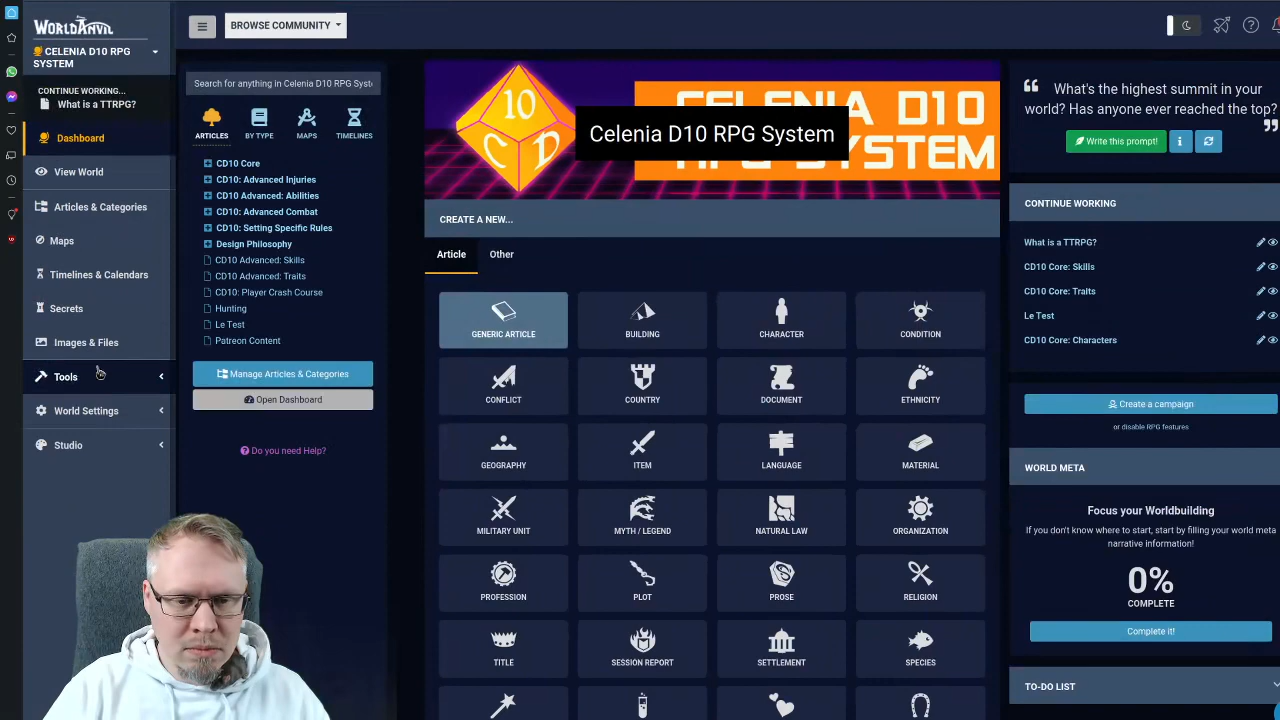 WORLDANVIL
CELENIA D10 RPG
SYSTEM
CONTINUE WORKING...
What is a TTRPG?
Dashboard
View World
Articles & Categories
Maps
Timelines & Calendars
Secrets
Images & Files
Tools
World Settings
Studio
BROWSE COMMUNITY
Search for anything in Celenia D10 RPG Syst
ARTICLES
BY TYPE
MAPS
TIMELINES
CD10 Core
CD10: Advanced Injuries
CD10 Advanced: Abilities
CD10: Advanced Combat
CD10: Setting Specific Rules
Design Philosophy
CD10 Advanced: Skills
CD10 Advanced: Traits
CD10: Player Crash Course
Hunting
Le Test
Patreon Content
Manage Articles & Categories
Open Dashboard
Do you need Help?
10
C D
CELENIA D10
RPG SYSTEM
Celenia D10 RPG System
CREATE A NEW...
Article
Other
GENERIC ARTICLE
BUILDING
CHARACTER
CONDITION
CONFLICT
COUNTRY
DOCUMENT
ETHNICITY
GEOGRAPHY
ITEM
LANGUAGE
MATERIAL
MILITARY UNIT
MYTH / LEGEND
NATURAL LAW
ORGANIZATION
PROFESSION
PLOT
PROSE
RELIGION
TITLE
SESSION REPORT
SETTLEMENT
SPECIES
What's the highest summit in your
world? Has anyone ever reached the top?
Write this prompt!
CONTINUE WORKING
What is a TTRPG?
CD10 Core: Skills
CD10 Core: Traits
Le Test
CD10 Core: Characters
Create a campaign
or disable RPG features
WORLD META
Focus your Worldbuilding
If you don't know where to start, start by filling your world meta
narrative information!
0%
COMPLETE
Complete it!
TO-DO LIST